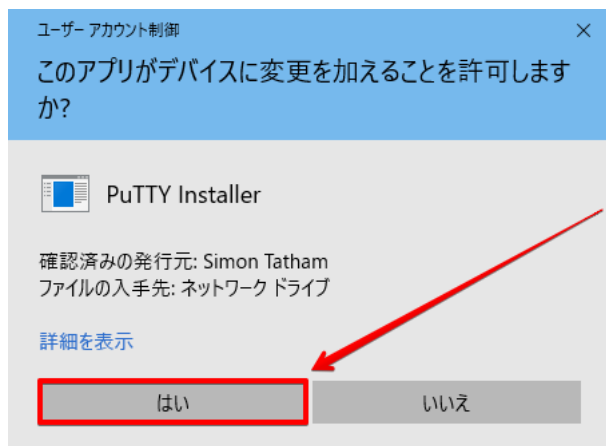 ユーザー アカウント制御
このアプリがデバイスに変更を加えることを許可します
か?
PuTTY Installer
確認済みの発行元: Simon Tatham
ファイルの入手先: ネットワーク ドライブ
詳細を表示
はい
いいえ